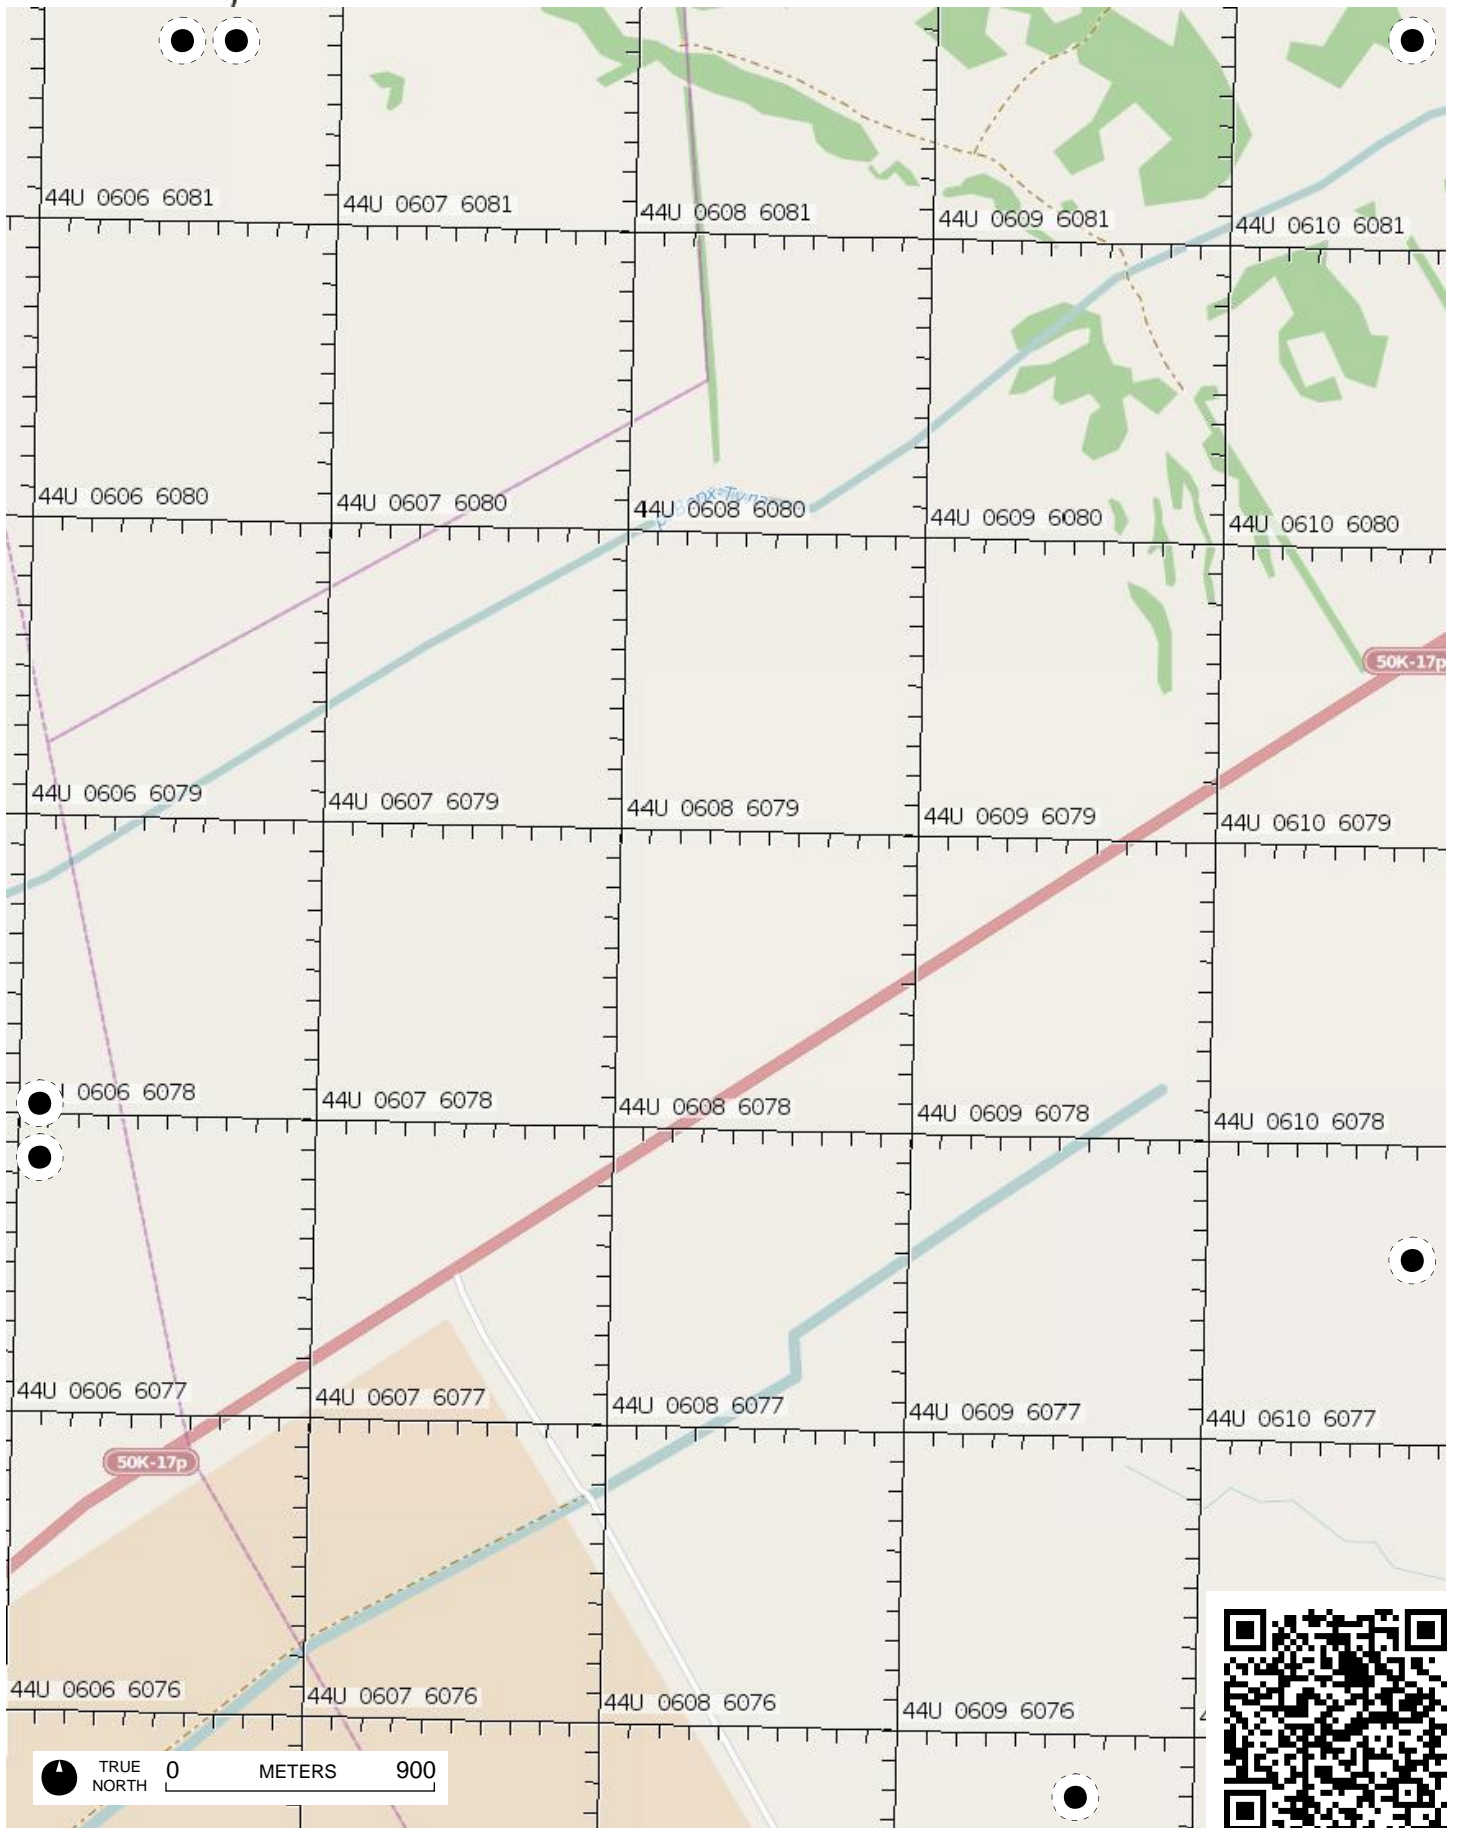 44U 0606 6081
44U 0607 6081
44U 0608 6081
44U 0609 6081
44U 0610 6081
44U 0606 6080
44U 0607 6080
44U 0608 6080
44U 0609 6080
44U 0610 6080
50K-17р
44U 0606 6079
44U 0607 6079
44U 0608 6079
44U 0609 6079
44U 0610 6079
0606 6078
44U 0607 6078
44U 0608 6078
44U 0609 6078
44U 0610 6078
44U 0606 6077
44U 0607 6077
44U 0608 6077
44U 0609 6077
44U 0610 6077
50K-17р
44U 0606 6076
44U 0607 6076
44U 0608 6076
44U 0609 6076
TRUE NORTH
0 METERS 900